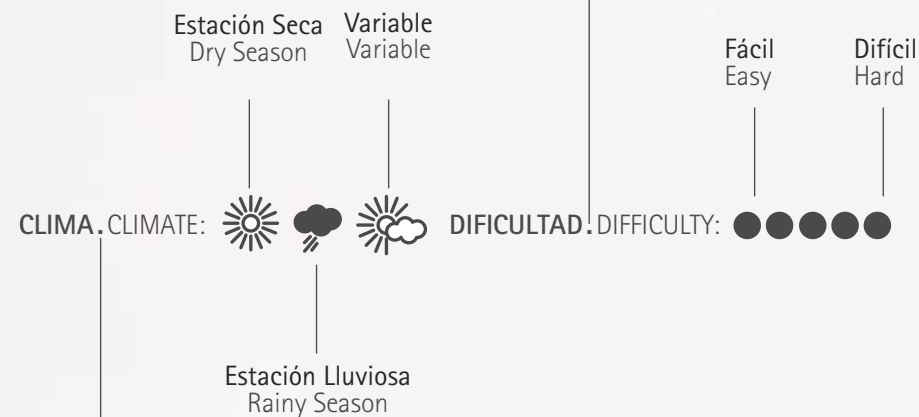 Estación Seca
Dry Season
Variable
Variable
Fácil
Easy
Difícil
Hard
CLIMA.CLIMATE:
DIFICULTAD.DIFFICULTY:
Estación Lluviosa
Rainy Season